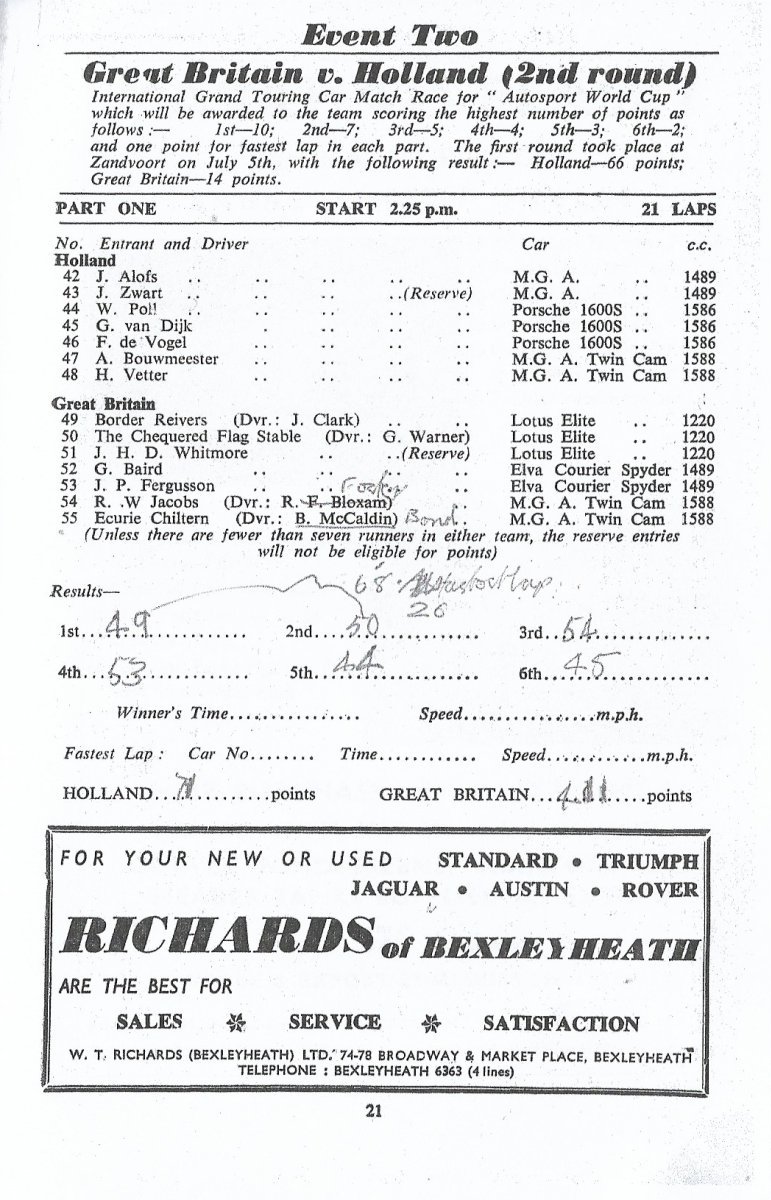 Event Two
Great Britain v. Holland (2nd round)
International Grand Touring Car Match Race for " Autosport World Cup "
which will be awarded to the team scoring the highest number of points as
follows :— 1st—10; 2nd—7; 3rd—5; 4th—4; 5th—3; 6th—2;
and one point for fastest lap in each part. The first round took place at
Zandvoort on July 5th, with the following result :— Holland—66 points;
Great Britain—14 points.
PART ONE START 2.25 p.m. 21 LAPS
No. Entrant and Driver Car c.c.
Holland
42 J. Alofs .. .. .. .. .. M.G. A. .. 1489
43 J. Zwart .. .. .. ..(Reserve) M.G. A. .. 1489
44 W. Poll .. .. .. .. .. Porsche 1600S .. 1586
45 G. van Dijk . .. .. .. Porsche 1600S .. 1586
46 F. de Vogel .. .. .. .. Porsche 1600S .. 1586
47 A. Bouwmeester .. .. .. .. M.G. A. Twin Cam 1588
48 H. Vetter .. .. .. .. M.G. A. Twin Cam 1588
Great Britain
49 Border Reivers (Dvr.: J. Clark) .. .. Lotus Elite .. 1220
50 The Chequered Flag Stable (Dvr.: G. Warner) Lotus Elite .. 1220
51 J. H. D. Whitmore .. ..(Reserve) Lotus Elite .. 1220
52 G. Baird .. .. .. .. Elva Courier Spyder 1489
53 J. P. Fergusson .. .. .. Elva Courier Spyder 1489
54 R. .W Jacobs (Dvr.: R. F. Bloxam) M.G. A. Twin Cam 1588
55 Ecurie Chiltern (Dvr.: B. McCaldin) Bond. M.G. A. Twin Cam 1588
(Unless there are fewer than seven runners in either team, the reserve entries
will not be eligible for points)
Results— 68.
26
1st...49............ 2nd....50............ 3rd..54..............
4th...53............ 5th...44............. 6th...45.............
Winner's Time................ Speed................m.p.h.
Fastest Lap : Car No........ Time............ Speed............m.p.h.
HOLLAND.............points GREAT BRITAIN............points
FOR YOUR NEW OR USED STANDARD • TRIUMPH
JAGUAR • AUSTIN • ROVER
RICHARDS of BEXLEYHEATH
ARE THE BEST FOR
SALES SERVICE SATISFACTION
W. T. RICHARDS (BEXLEYHEATH) LTD. 74-78 BROADWAY & MARKET PLACE, BEXLEYHEATH
TELEPHONE : BEXLEYHEATH 6363 (4 lines)
21